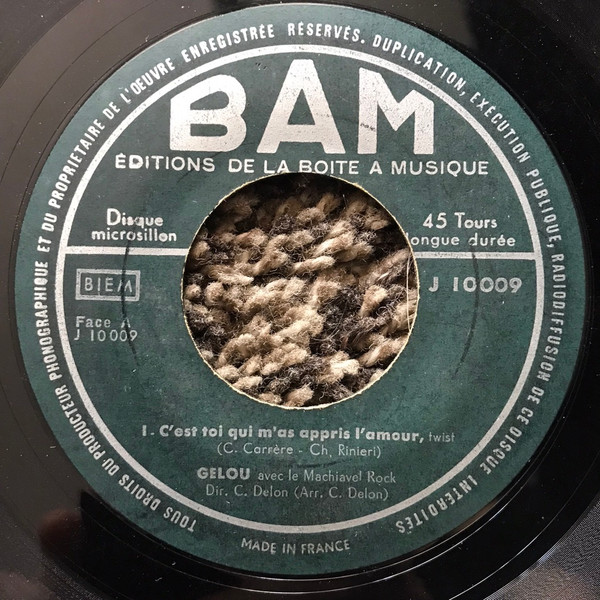 TOUS DROITS DU PRODUCTEUR PHONOGRAPHIQUE ET DU PROPRIETAIRE DE L'ŒUVRE ENREGISTRÉE RÉSERVÉS. DUPLICATION, EXÉCUTION PUBLIQUE, RADIODIFFUSION DE CE DISQUE INTERDITES
BAM
ÉDITIONS DE LA BOITE A MUSIQUE
Disque
microsillon
45 Tours
longue durée
BIEM
J 10009
Face A
J 10009
1 - C'est toi qui m'as appris l'amour, twist
(C. Carrère - Ch. Rinieri)
GELOU avec le Machiavel Rock
Dir. C. Delon (Arr. C. Delon)
MADE IN FRANCE